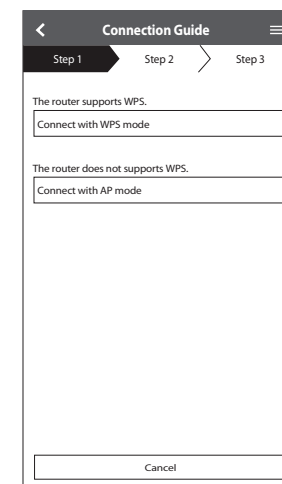 Connection Guide
Step 1 Step 2 Step 3
The router supports WPS.
Connect with WPS mode
The router does not supports WPS.
Connect with AP mode
Cancel